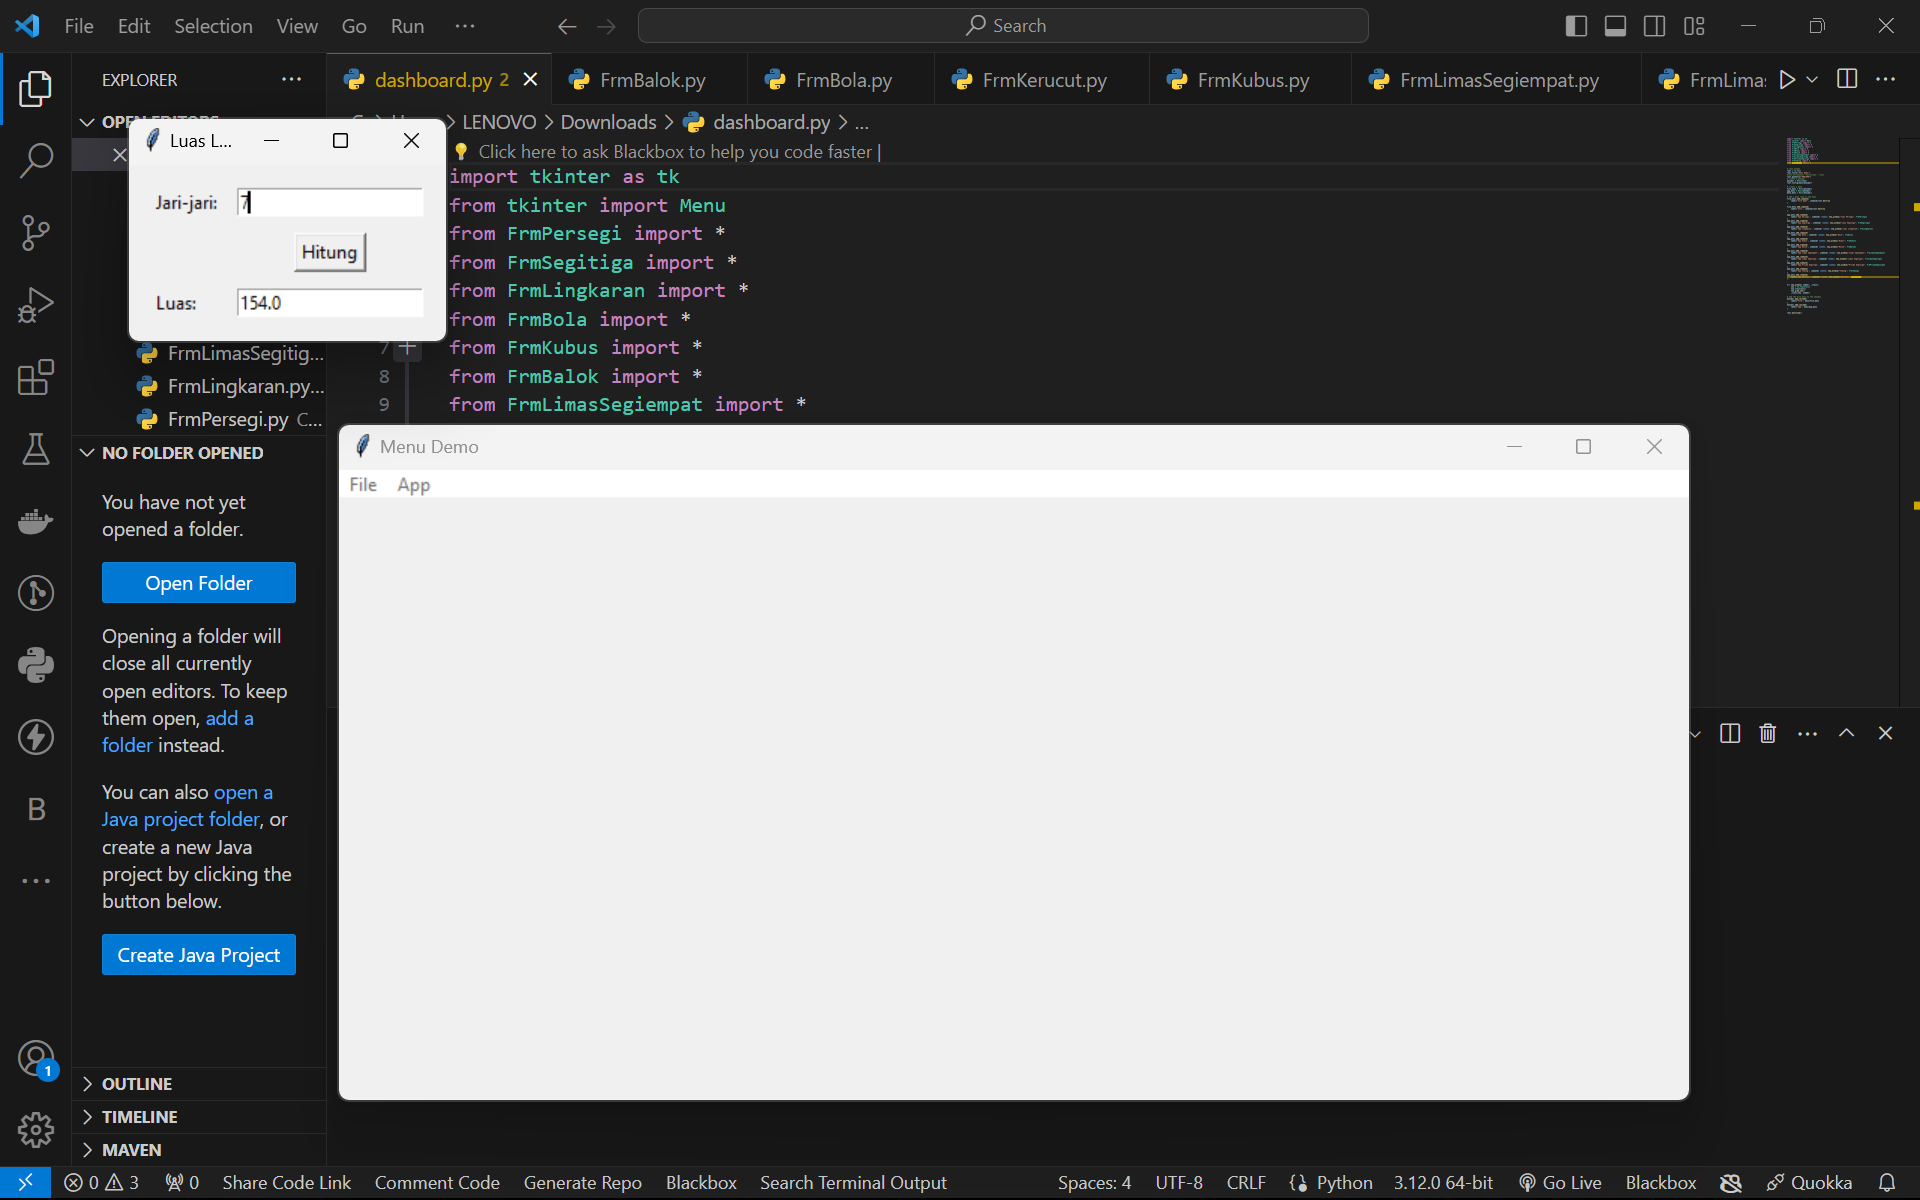 File Edit Selection View Go Run ...
Search
EXPLORER ...
dashboard.py 2
FrmBalok.py
FrmBola.py
FrmKerucut.py
FrmKubus.py
FrmLimasSegiempat.py
FrmLimas
LENOVO > Downloads > dashboard.py > ...
Click here to ask Blackbox to help you code faster |
Luas L...
Jari-jari: 7
Hitung
Luas: 154.0
import tkinter as tk
from tkinter import Menu
from FrmPersegi import *
from FrmSegitiga import *
from FrmLingkaran import *
from FrmBola import *
7 from FrmKubus import *
8 from FrmBalok import *
9 from FrmLimasSegiempat import *
FrmLimasSegitig...
FrmLingkaran.py...
FrmPersegi.py C...
NO FOLDER OPENED
You have not yet
opened a folder.
Open Folder
Opening a folder will
close all currently
open editors. To keep
them open, add a
folder instead.
You can also open a
Java project folder, or
create a new Java
project by clicking the
button below.
Create Java Project
Menu Demo
File App
B
1
OUTLINE
TIMELINE
MAVEN
0 3 0 Share Code Link Comment Code Generate Repo Blackbox Search Terminal Output Spaces: 4 UTF-8 CRLF Python 3.12.0 64-bit Go Live Blackbox Quokka